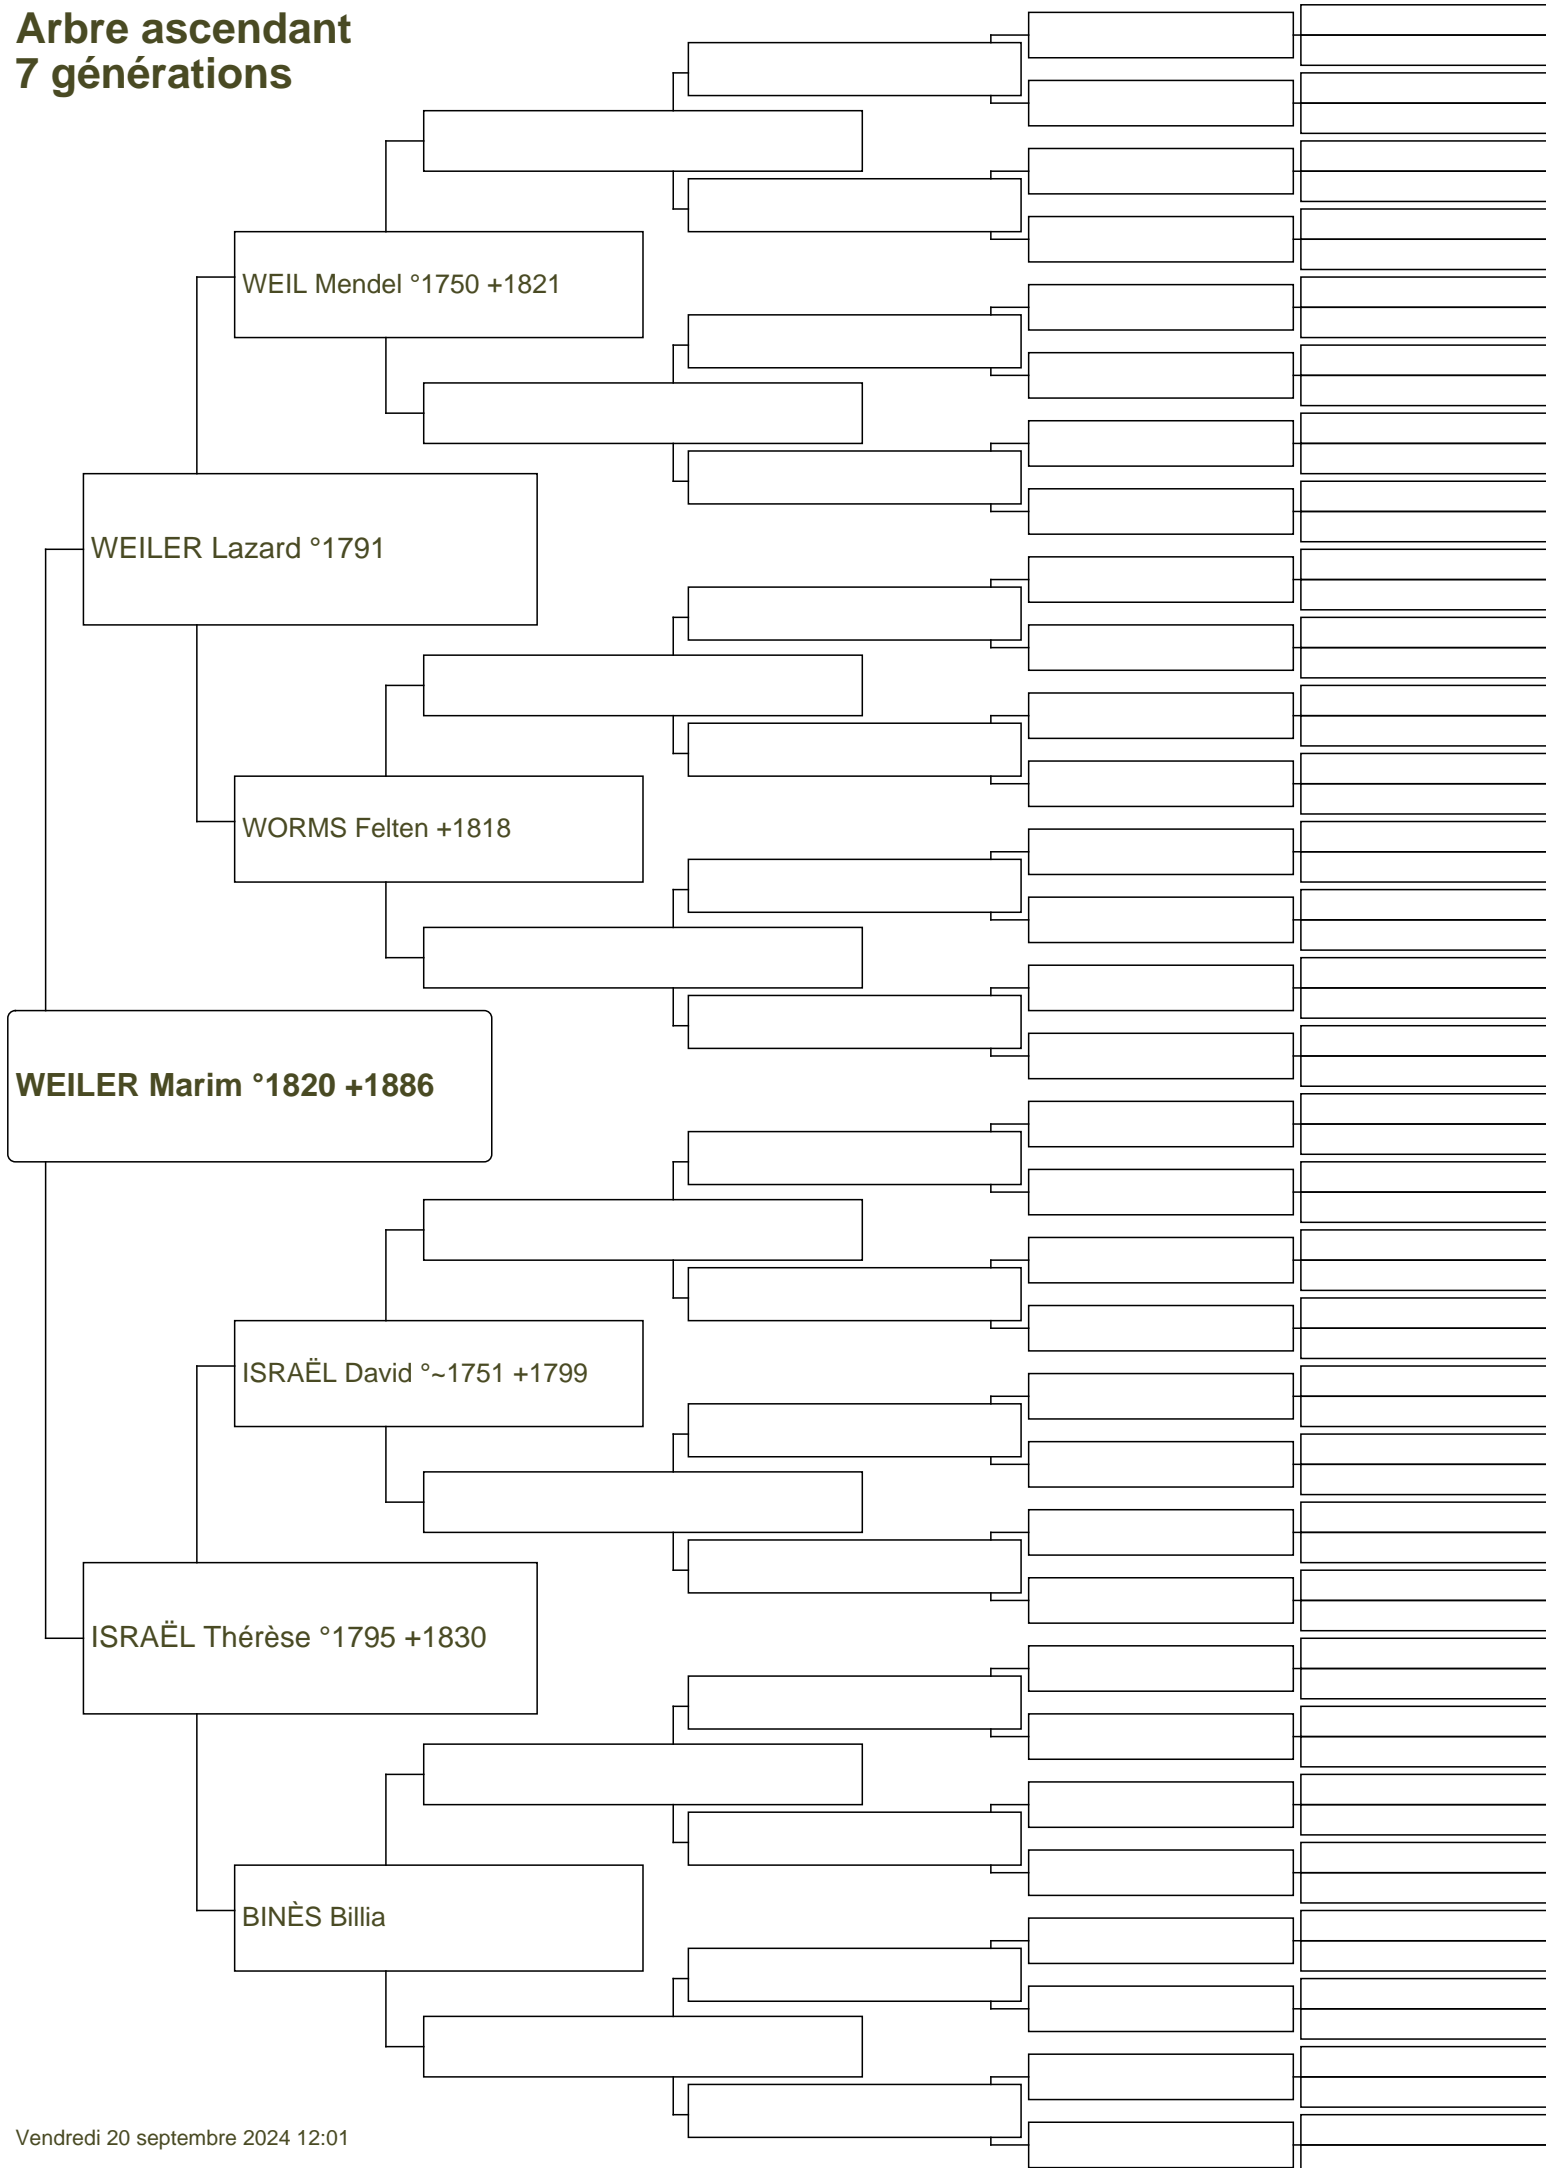 Arbre ascendant
7 générations
WEIL Mendel °1750 +1821
WEILER Lazard °1791
WORMS Felten +1818
WEILER Marim °1820 +1886
ISRAËL David °~1751 +1799
ISRAËL Thérèse °1795 +1830
BINÈS Billia
Vendredi 20 septembre 2024 12:01